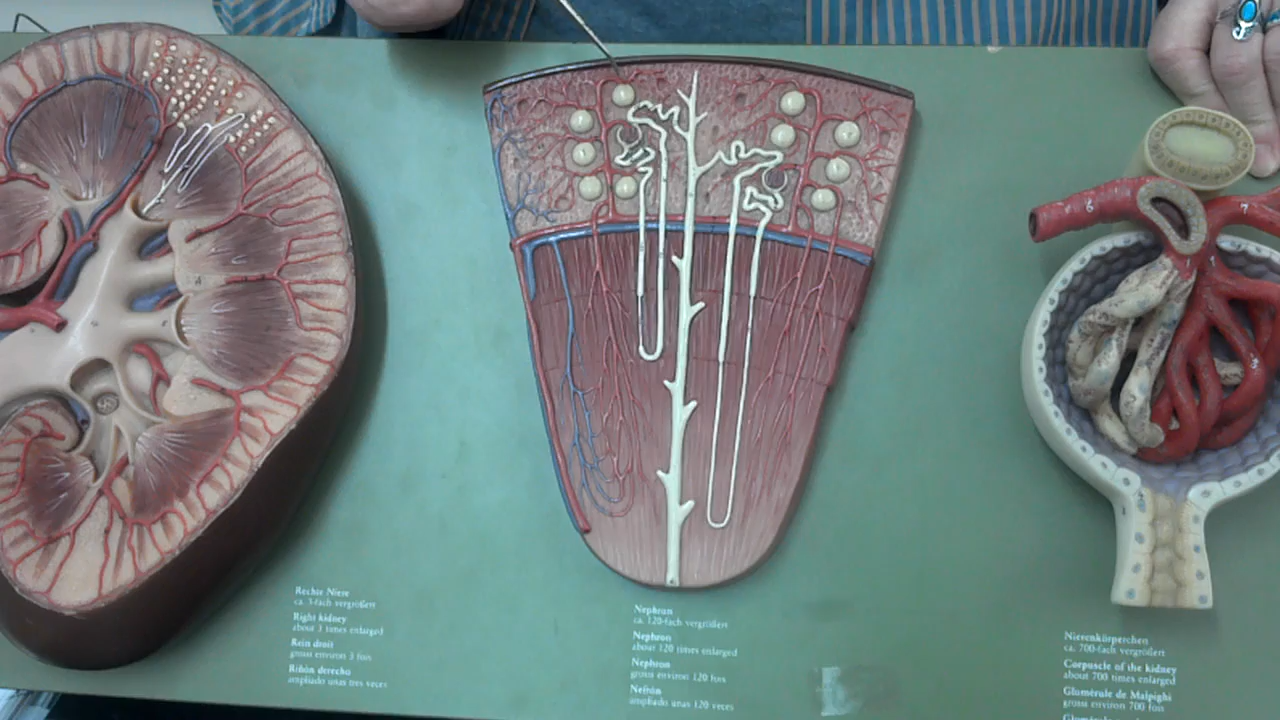 Rechte Niere
ca. 3-fach vergrößert
Right kidney
about 3 times enlarged
Rein droit
grossi environ 3 fois
Riñón derecho
ampliado unas tres veces
Nephron
ca. 120-fach vergrößert
Nephron
about 120 times enlarged
Nephron
grossi environ 120 fois
Nefrón
ampliado unas 120 veces
6
7
Nierenkörperchen
ca. 700-fach vergrößert
Corpuscle of the kidney
about 700 times enlarged
Glomérule de Malpighi
grossi environ 700 fois